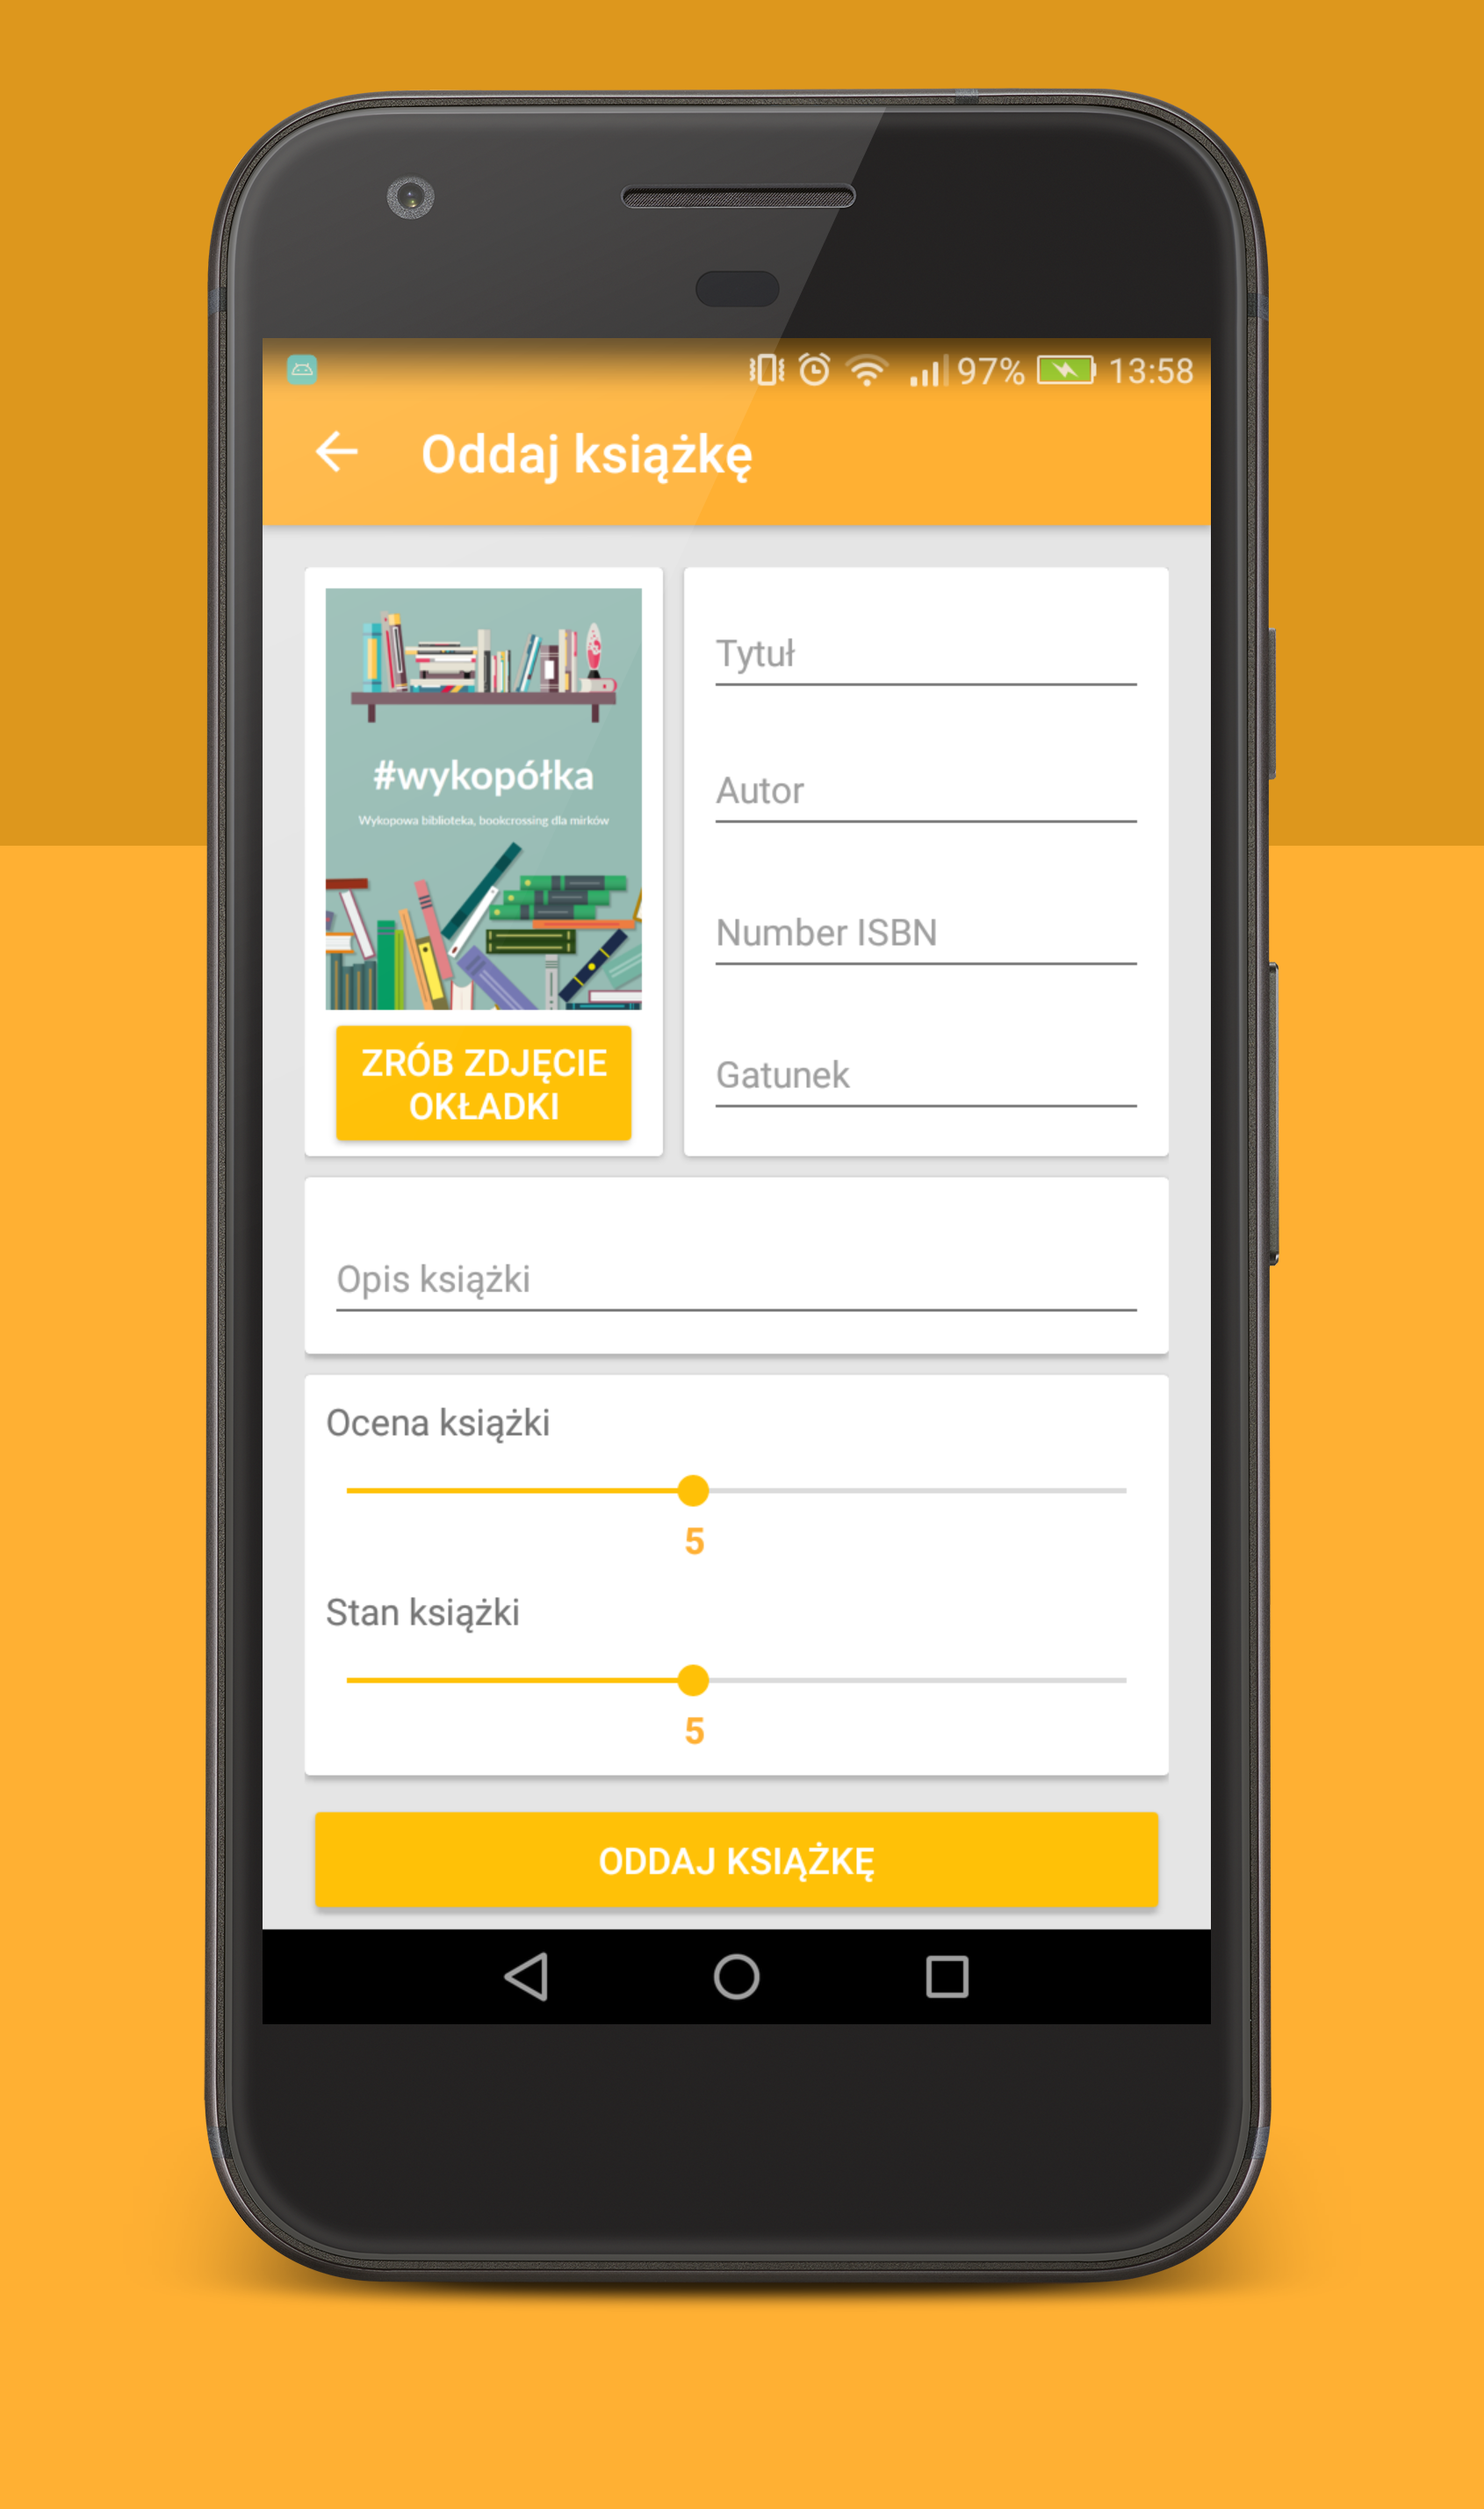 97% 13:58
Oddaj książkę
#wykopółka
Wykopowa biblioteka, bookcrossing dla mirków
ZRÓB ZDJĘCIE
OKŁADKI
Tytuł
Autor
Number ISBN
Gatunek
Opis książki
Ocena książki
5
Stan książki
5
ODDAJ KSIĄŻKĘ